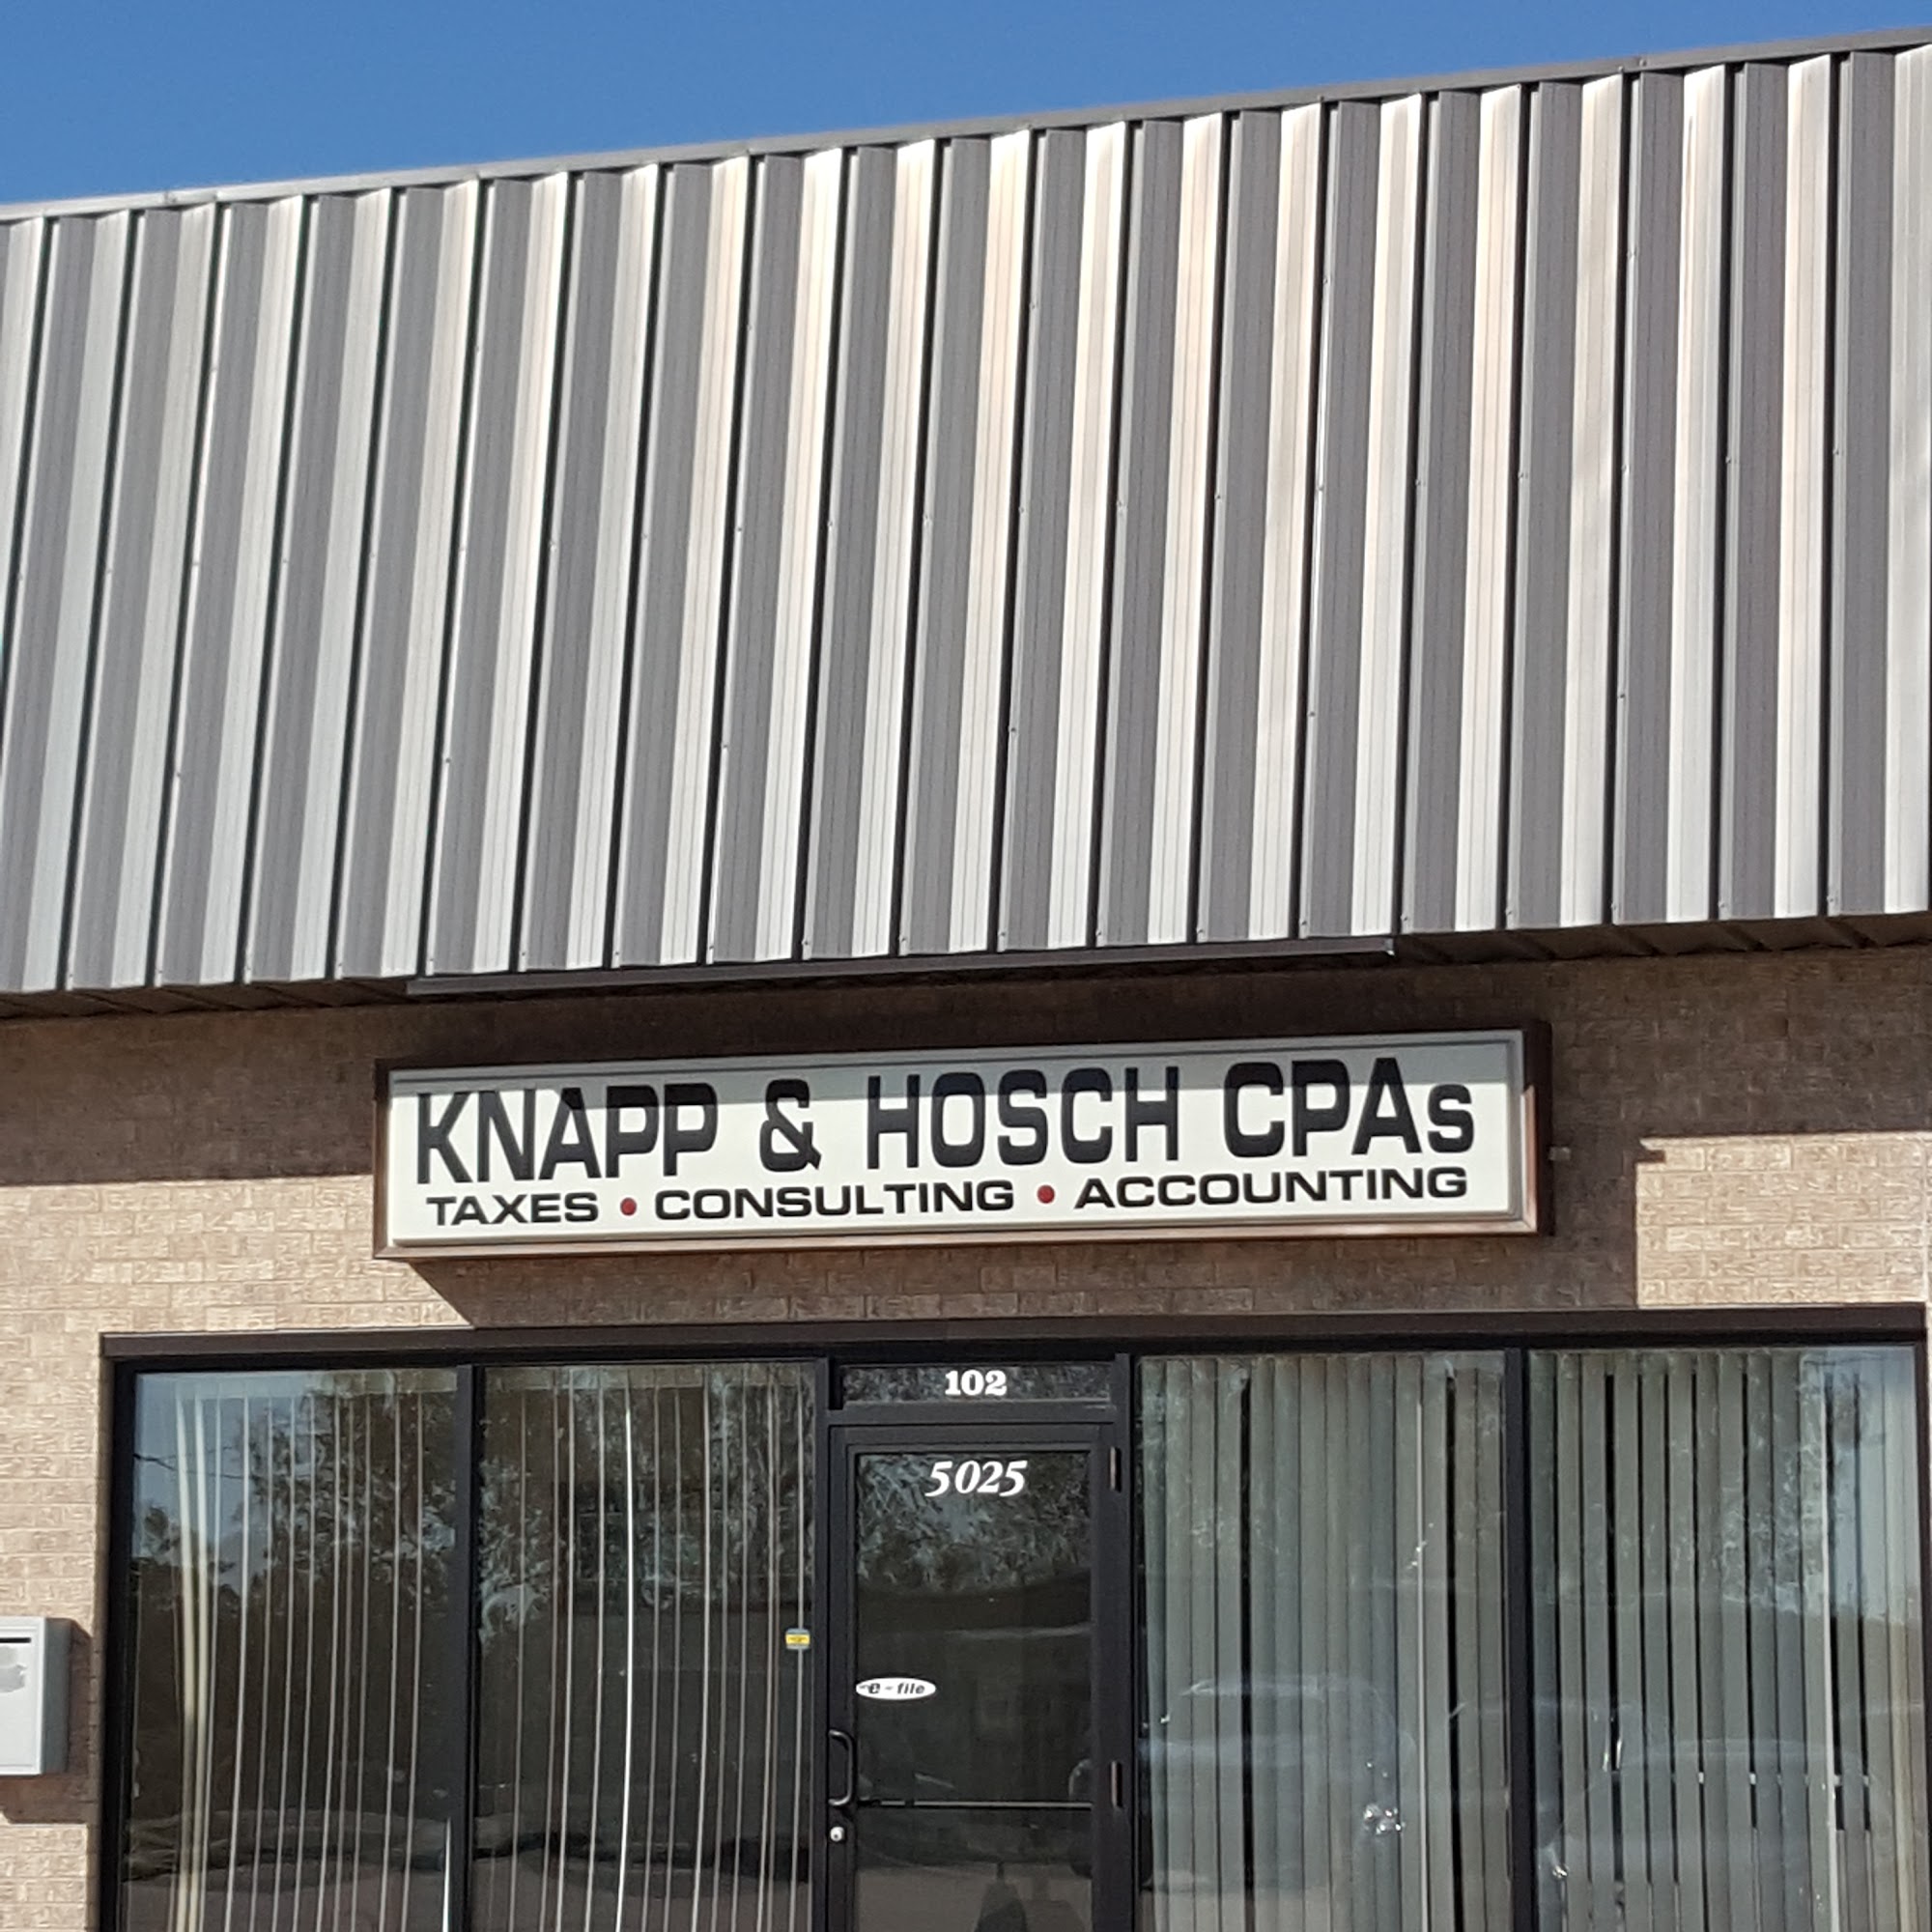 KNAPP & HOSCH CPAs
TAXES • CONSULTING • ACCOUNTING
102
5025
e-file